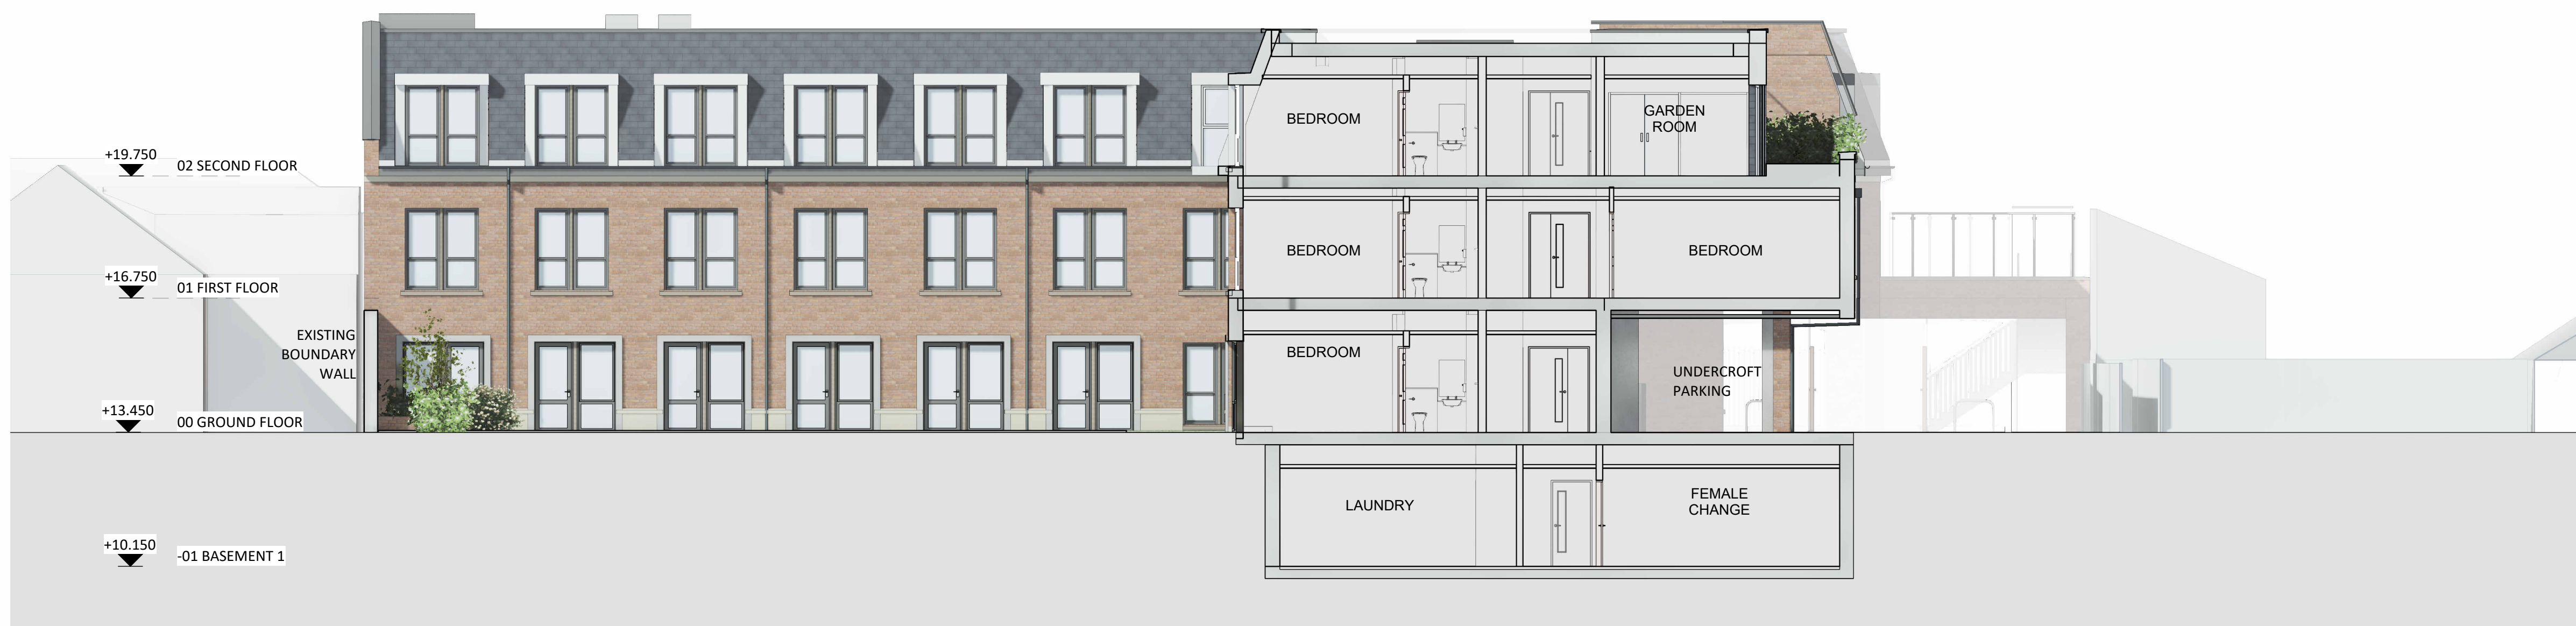 +19.750
02 SECOND FLOOR
+16.750
01 FIRST FLOOR
EXISTING
BOUNDARY
WALL
+13.450
00 GROUND FLOOR
+10.150
-01 BASEMENT 1
BEDROOM
GARDEN
ROOM
BEDROOM
BEDROOM
BEDROOM
UNDERCROFT
PARKING
LAUNDRY
FEMALE
CHANGE